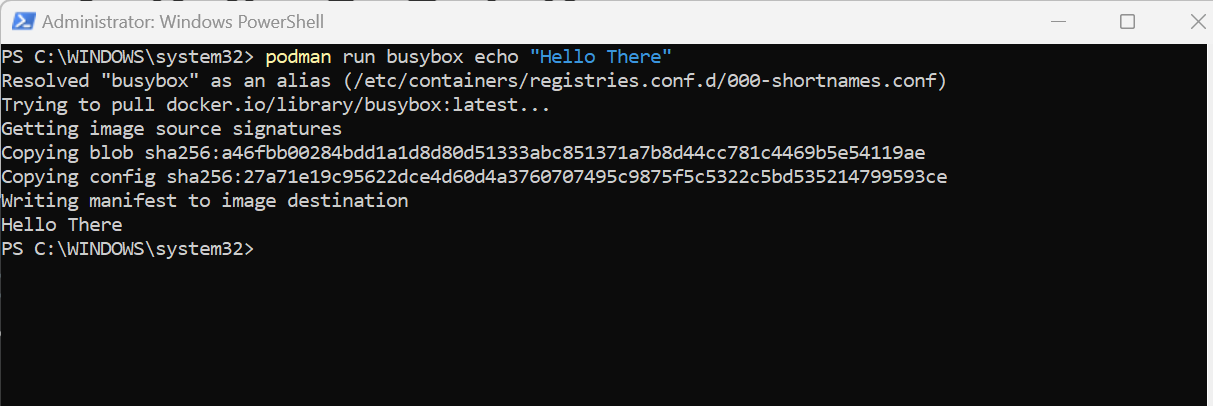 Administrator: Windows PowerShell
PS C:\WINDOWS\system32> podman run busybox echo "Hello There"
Resolved "busybox" as an alias (/etc/containers/registries.conf.d/000-shortnames.conf)
Trying to pull docker.io/library/busybox:latest...
Getting image source signatures
Copying blob sha256:a46fbb00284bdd1a1d8d80d51333abc851371a7b8d44cc781c4469b5e54119ae
Copying config sha256:27a71e19c95622dce4d60d4a3760707495c9875f5c5322c5bd535214799593ce
Writing manifest to image destination
Hello There
PS C:\WINDOWS\system32>